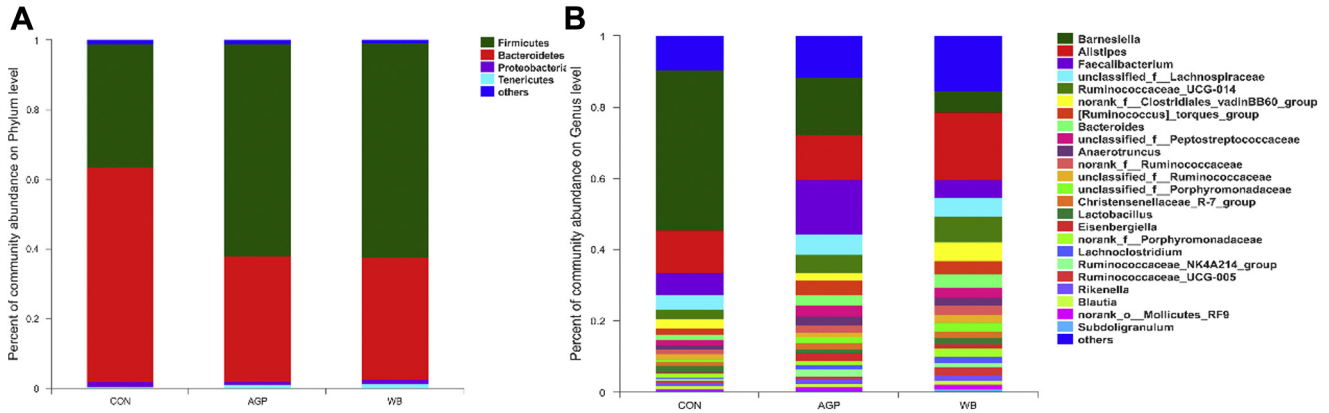 A
Percent of community abundance on Phylum level
1
0.8
0.6
0.4
0.2
0
CON
AGP
WB
Firmicutes
Bacteroidetes
Proteobacteria
Tenericutes
others
B
Percent of community abundance on Genus level
1
0.8
0.6
0.4
0.2
0
CON
AGP
WB
Barnesiella
Alistipes
Faecalibacterium
unclassified_f__Lachnospiraceae
Ruminococcaceae_UCG-014
norank_f__Clostridiales_vadinBB60_group
[Ruminococcus]_torques_group
Bacteroides
unclassified_f__Peptostreptococcaceae
Anaerotruncus
norank_f__Ruminococcaceae
unclassified_f__Ruminococcaceae
unclassified_f__Porphyromonadaceae
Christensenellaceae_R-7_group
Lactobacillus
Eisenbergiella
norank_f__Porphyromonadaceae
Lachnoclostridium
Ruminococcaceae_NK4A214_group
Ruminococcaceae_UCG-005
Rikenella
Blautia
norank_o__Mollicutes_RF9
Subdoligranulum
others